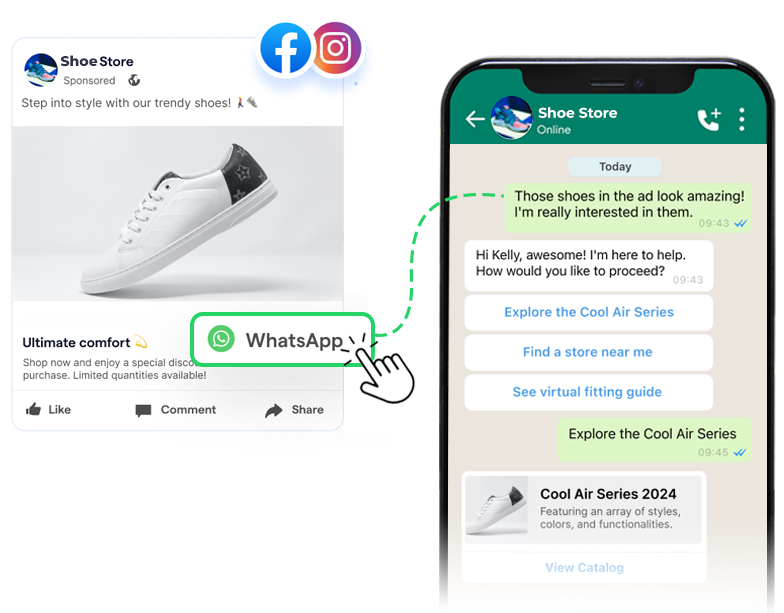 Shoe Store
Sponsored
Step into style with our trendy shoes!
Ultimate comfort
Shop now and enjoy a special
purchase. Limited quantities available!
WhatsApp
Like
Comment
Share
Shoe Store
Online
Today
Those shoes in the ad look amazing!
I'm really interested in them.
09:43
Hi Kelly, awesome! I'm here to help.
How would you like to proceed?
09:43
Explore the Cool Air Series
Find a store near me
See virtual fitting guide
Explore the Cool Air Series
09:45
Cool Air Series 2024
Featuring an array of styles,
colors, and functionalities.
View Catalog